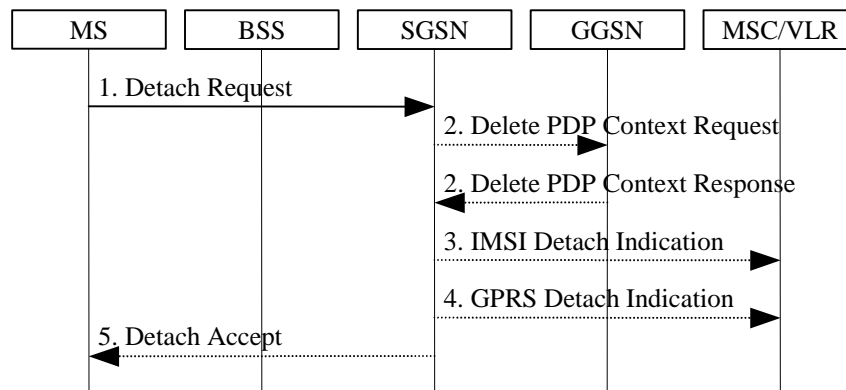 MS
BSS
SGSN
GGSN
MSC/VLR
1. Detach Request
2. Delete PDP Context Request
2. Delete PDP Context Response
3. IMSI Detach Indication
4. GPRS Detach Indication
5. Detach Accept